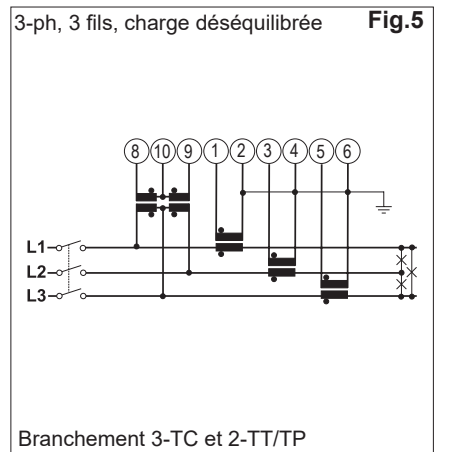 3-ph, 3 fils, charge déséquilibrée Fig.5
8 10 9 1 2 3 4 5 6
L1
L2
L3
Branchement 3-TC et 2-TT/TP